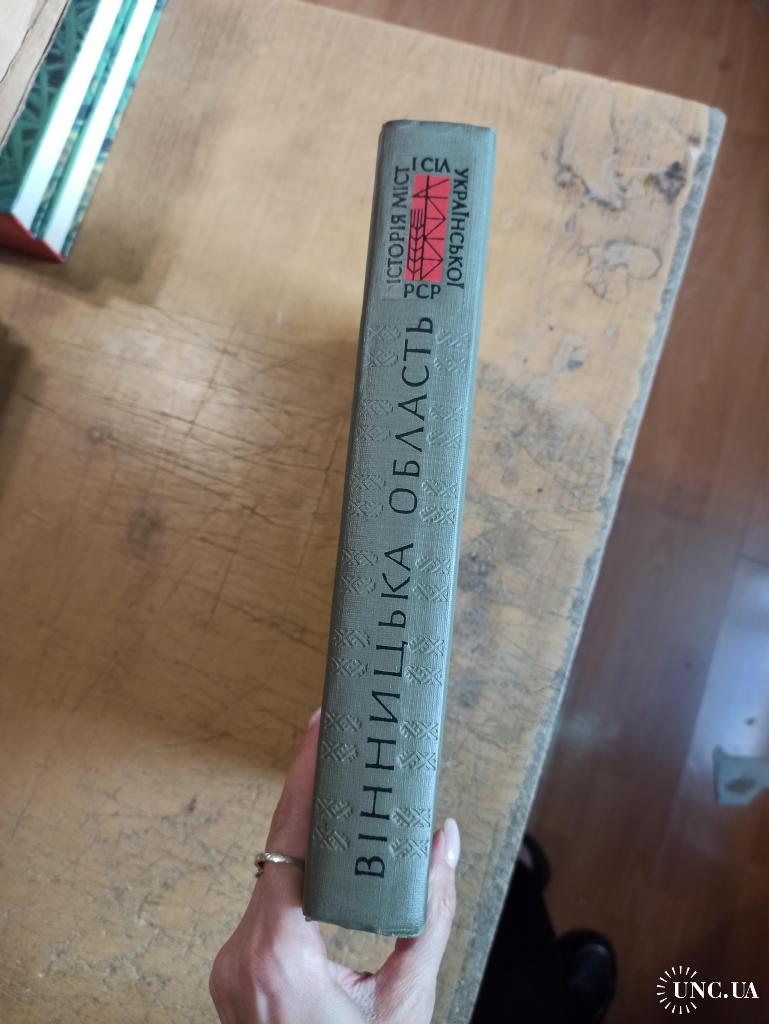 ІСТОРІЯ МІСТ
І СІЛ
УКРАЇНСЬКОЇ
РСР
ВІННИЦЬКА ОБЛАСТЬ
UNC.UA